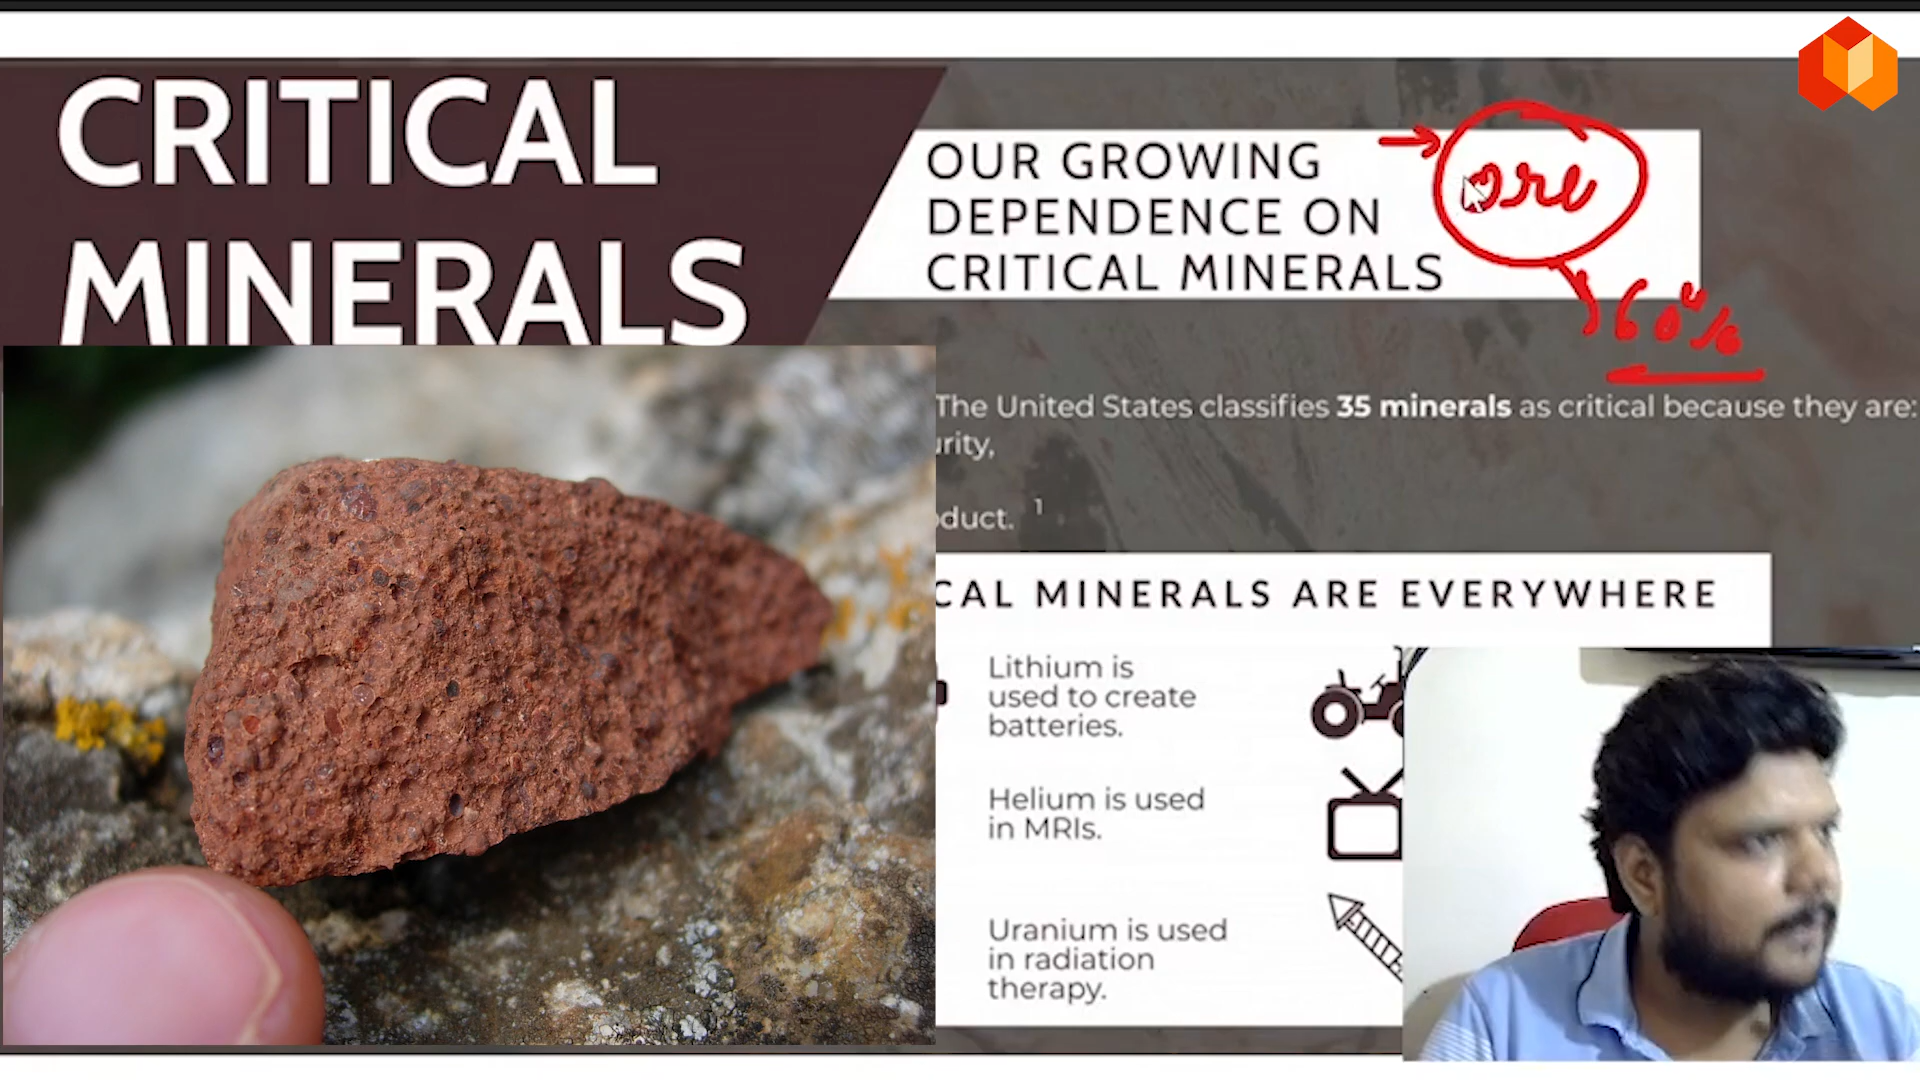 CRITICAL
MINERALS
OUR GROWING
DEPENDENCE ON
CRITICAL MINERALS
ore
60%
The United States classifies 35 minerals as critical because they are:
urity,
oduct. 1
CAL MINERALS ARE EVERYWHERE
Lithium is
used to create
batteries.
Helium is used
in MRIs.
Uranium is used
in radiation
therapy.